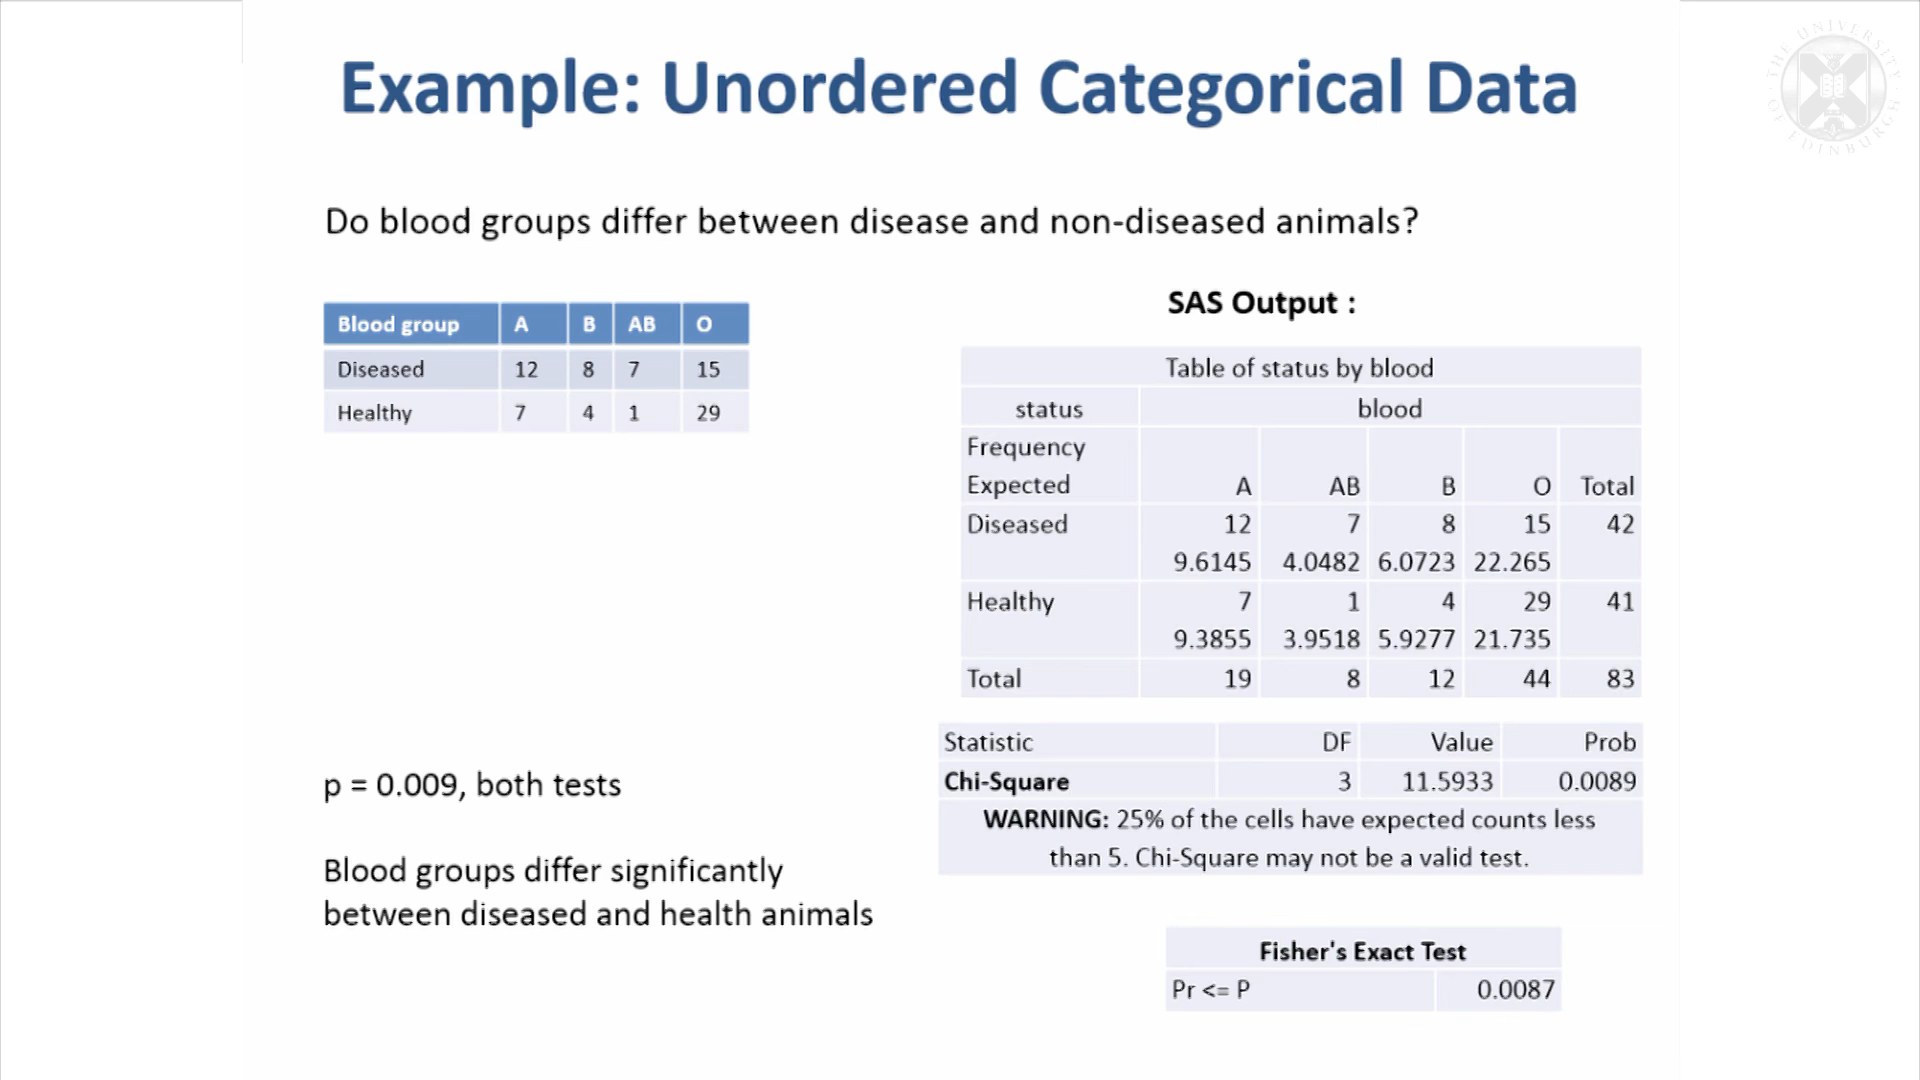 Example: Unordered Categorical Data
THE UNIVERSITY OF EDINBURGH
Do blood groups differ between disease and non-diseased animals?
Blood group A B AB O
Diseased 12 8 7 15
Healthy 7 4 1 29
SAS Output :
Table of status by blood
status blood
Frequency
Expected A AB B O Total
Diseased 12 7 8 15 42
9.6145 4.0482 6.0723 22.265
Healthy 7 1 4 29 41
9.3855 3.9518 5.9277 21.735
Total 19 8 12 44 83
Statistic DF Value Prob
Chi-Square 3 11.5933 0.0089
WARNING: 25% of the cells have expected counts less
than 5. Chi-Square may not be a valid test.
p = 0.009, both tests
Blood groups differ significantly
between diseased and health animals
Fisher's Exact Test
Pr <= P 0.0087